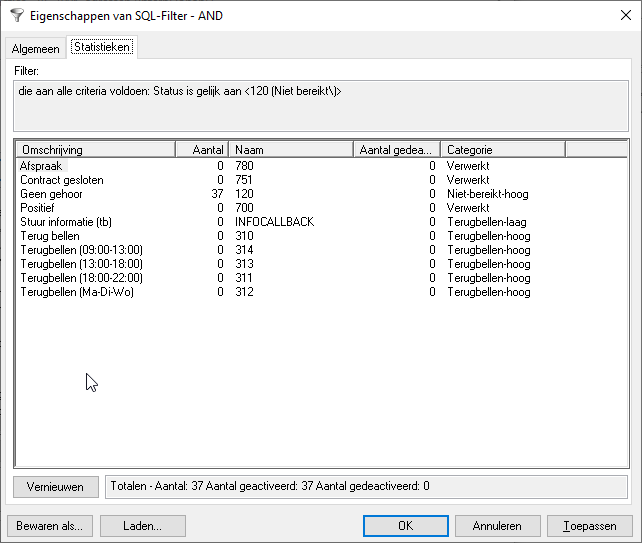 Eigenschappen van SQL-Filter - AND
Algemeen Statistieken
Filter:
die aan alle criteria voldoen: Status is gelijk aan <120 (Niet bereikt\)>
Omschrijving Aantal Naam Aantal gedea... Categorie
Afspraak 0 780 0 Verwerkt
Contract gesloten 0 751 0 Verwerkt
Geen gehoor 37 120 0 Niet-bereikt-hoog
Positief 0 700 0 Verwerkt
Stuur informatie (tb) 0 INFOCALLBACK 0 Terugbellen-laag
Terug bellen 0 310 0 Terugbellen-hoog
Terugbellen (09:00-13:00) 0 314 0 Terugbellen-hoog
Terugbellen (13:00-18:00) 0 313 0 Terugbellen-hoog
Terugbellen (18:00-22:00) 0 311 0 Terugbellen-hoog
Terugbellen (Ma-Di-Wo) 0 312 0 Terugbellen-hoog
Vernieuwen Totalen - Aantal: 37 Aantal geactiveerd: 37 Aantal gedeactiveerd: 0
Bewaren als... Laden... OK Annuleren Toepassen